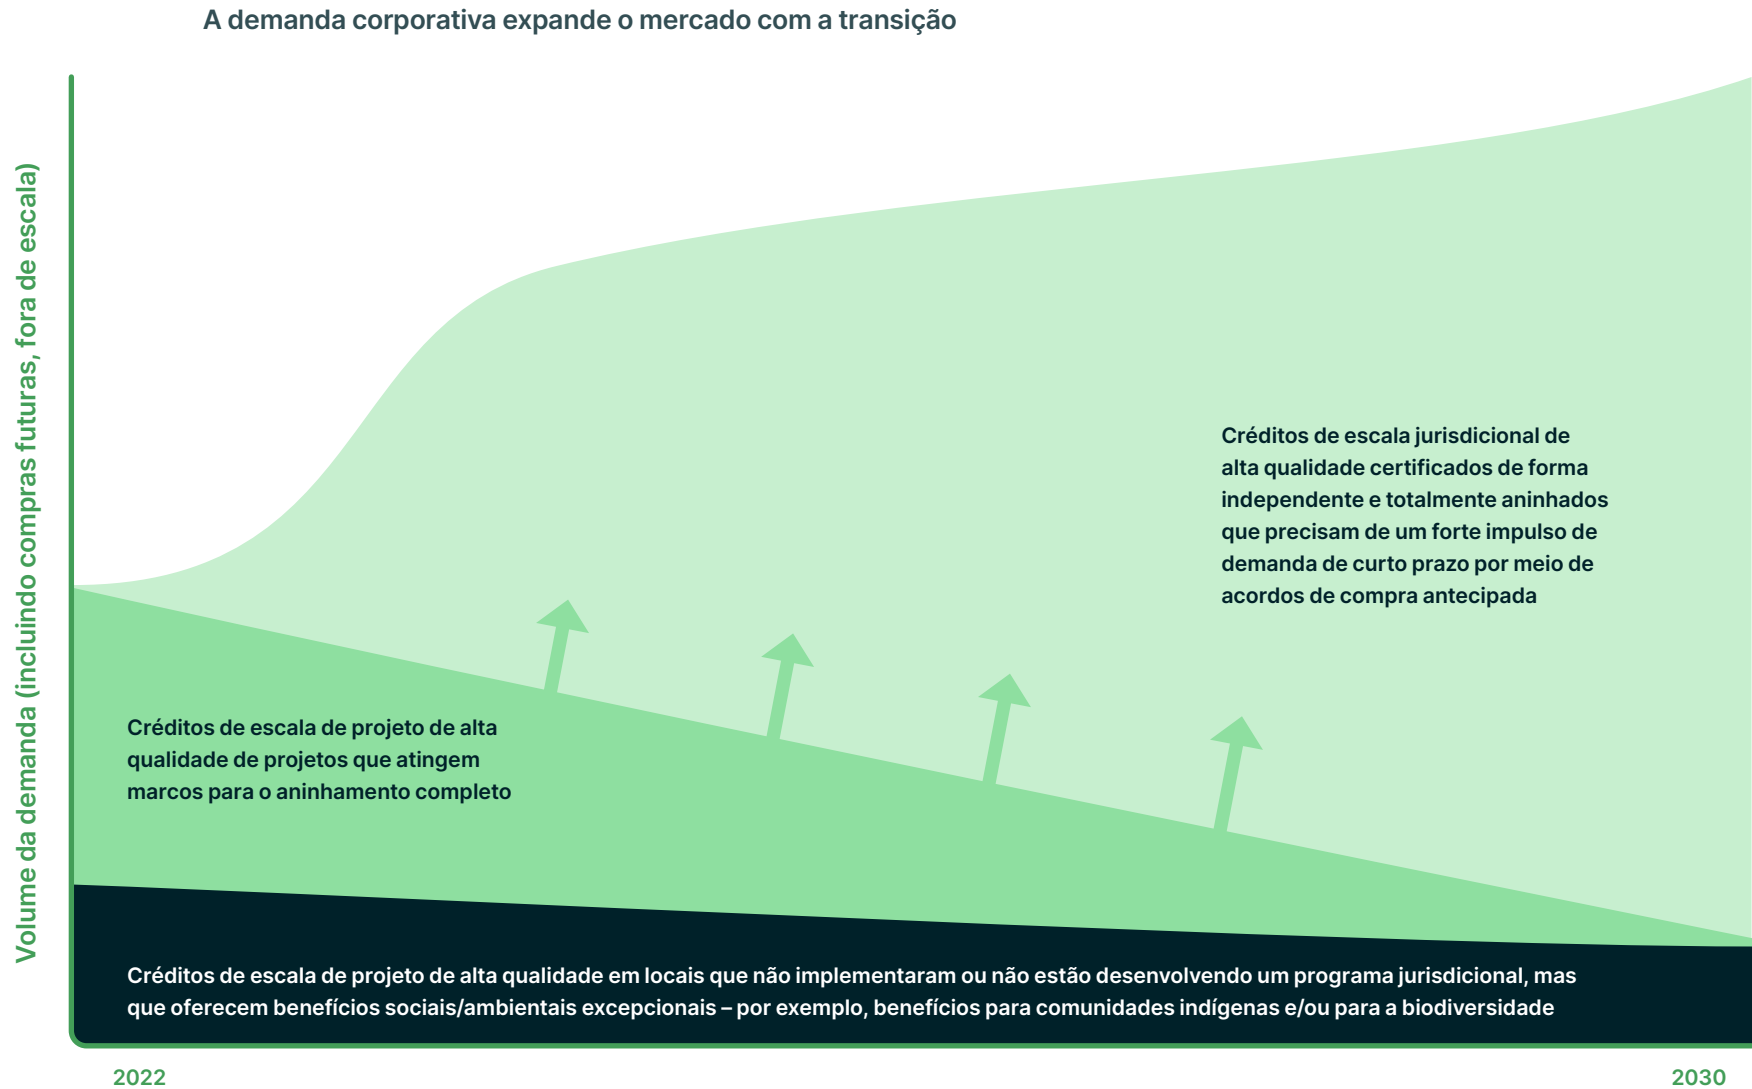 A demanda corporativa expande o mercado com a transição
Volume da demanda (incluindo compras futuras, fora de escala)
Créditos de escala jurisdicional de
alta qualidade certificados de forma
independente e totalmente aninhados
que precisam de um forte impulso de
demanda de curto prazo por meio de
acordos de compra antecipada
Créditos de escala de projeto de alta
qualidade de projetos que atingem
marcos para o aninhamento completo
Créditos de escala de projeto de alta qualidade em locais que não implementaram ou não estão desenvolvendo um programa jurisdicional, mas
que oferecem benefícios sociais/ambientais excepcionais – por exemplo, benefícios para comunidades indígenas e/ou para a biodiversidade
2022
2030